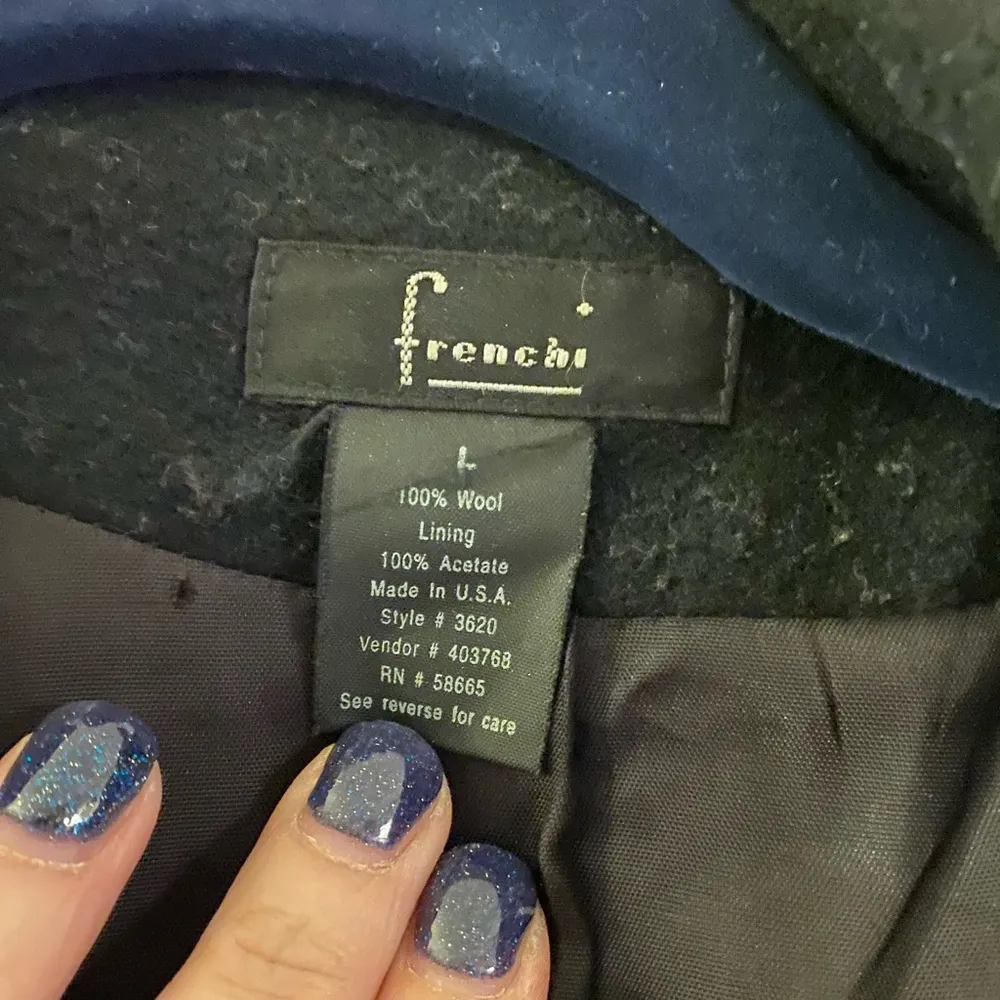 frenchi
L
100% Wool
Lining
100% Acetate
Made In U.S.A.
Style # 3620
Vendor # 403768
RN # 58665
See reverse for care